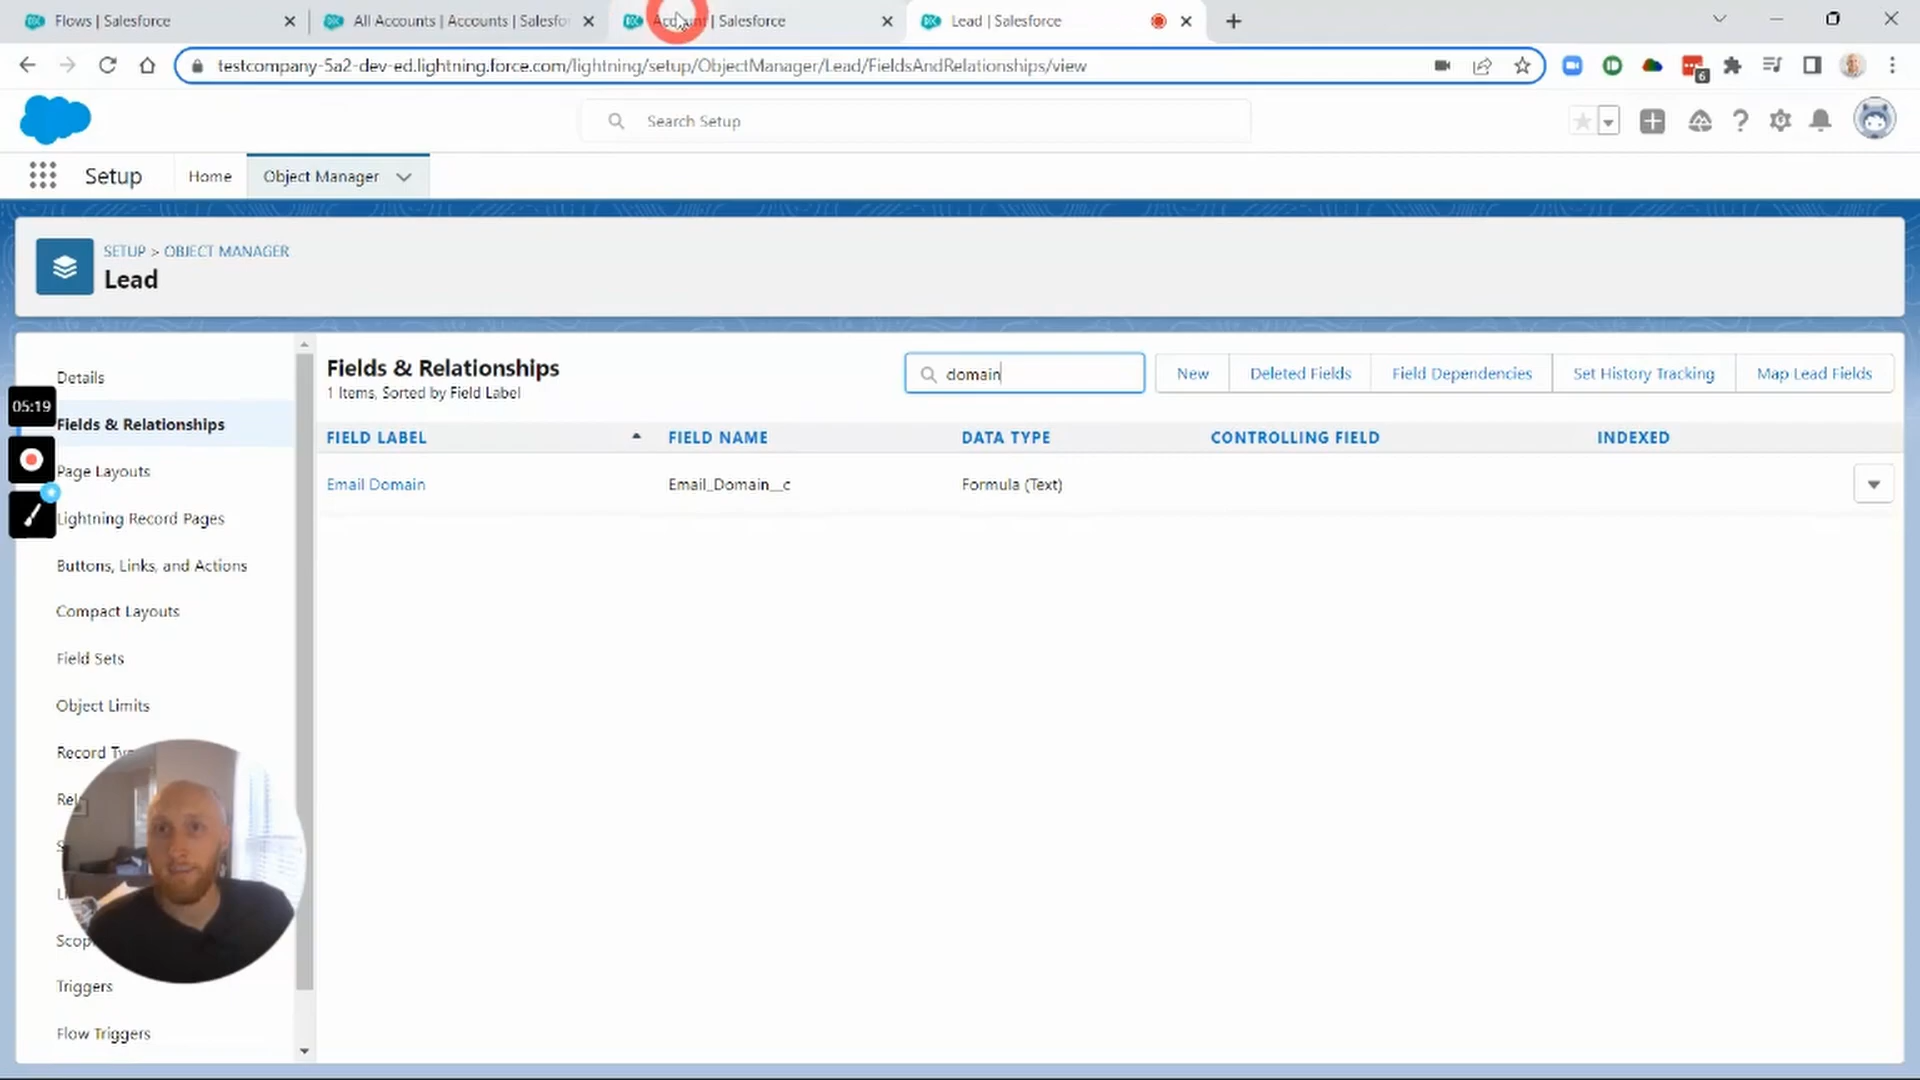 Flows | Salesforce
All Accounts | Accounts | Salesfo
Account | Salesforce
Lead | Salesforce
testcompany-5a2-dev-ed.lightning.force.com/lightning/setup/ObjectManager/Lead/FieldsAndRelationships/view
6
Search Setup
Setup
Home
Object Manager
SETUP > OBJECT MANAGER
Lead
Details
Fields & Relationships
Page Layouts
Lightning Record Pages
Buttons, Links, and Actions
Compact Layouts
Field Sets
Object Limits
Record Ty
Rel
S
Li
Scop
Triggers
Flow Triggers
05:19
Fields & Relationships
1 Items, Sorted by Field Label
domain
New
Deleted Fields
Field Dependencies
Set History Tracking
Map Lead Fields
FIELD LABEL
FIELD NAME
DATA TYPE
CONTROLLING FIELD
INDEXED
Email Domain
Email_Domain__c
Formula (Text)